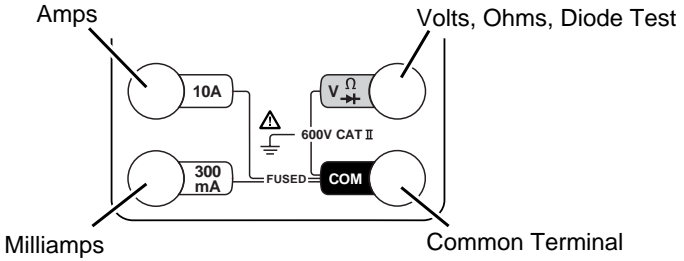 Amps
Volts, Ohms, Diode Test
10A
V Ω
600V CAT II
300
mA
FUSED
COM
Milliamps
Common Terminal